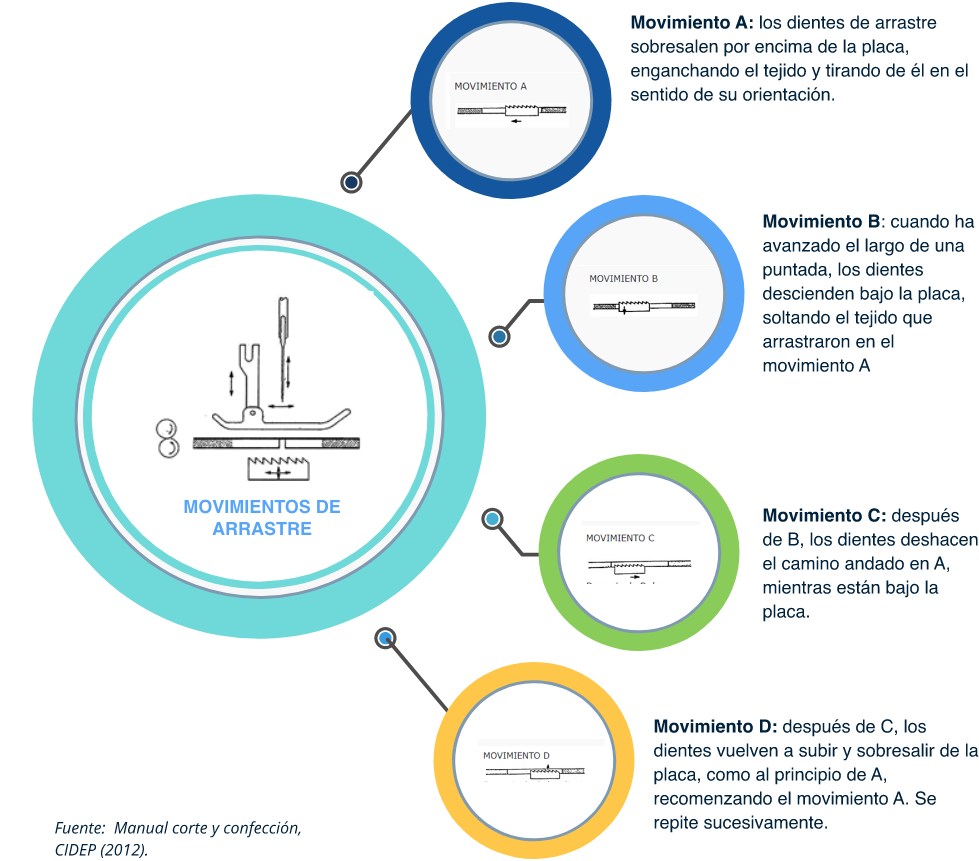 Movimiento A: los dientes de arrastre
sobresalen por encima de la placa,
enganchando el tejido y tirando de él en el
sentido de su orientación.
MOVIMIENTO A
Movimiento B: cuando ha
avanzado el largo de una
puntada, los dientes
descienden bajo la placa,
soltando el tejido que
arrastraron en el
movimiento A
MOVIMIENTO B
MOVIMIENTOS DE
ARRASTRE
Movimiento C: después
de B, los dientes deshacen
el camino andado en A,
mientras están bajo la
placa.
MOVIMIENTO C
Movimiento D: después de C, los
dientes vuelven a subir y sobresalir de la
placa, como al principio de A,
recomenzando el movimiento A. Se
repite sucesivamente.
MOVIMIENTO D
Fuente: Manual corte y confección,
CIDEP (2012).